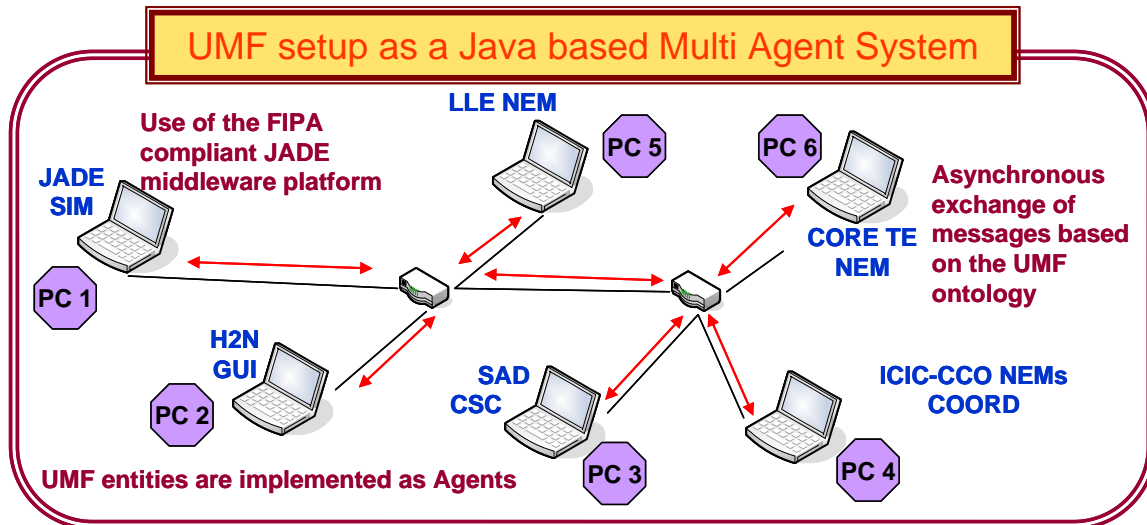 UMF setup as a Java based Multi Agent System
LLE NEM
Use of the FIPA
compliant JADE
middleware platform
PC 5
PC 6
JADE
SIM
Asynchronous
exchange of
messages based
on the UMF
ontology
CORE TE
NEM
PC 1
H2N
GUI
SAD
CSC
ICIC-CCO NEMs
COORD
PC 2
PC 3
PC 4
UMF entities are implemented as Agents